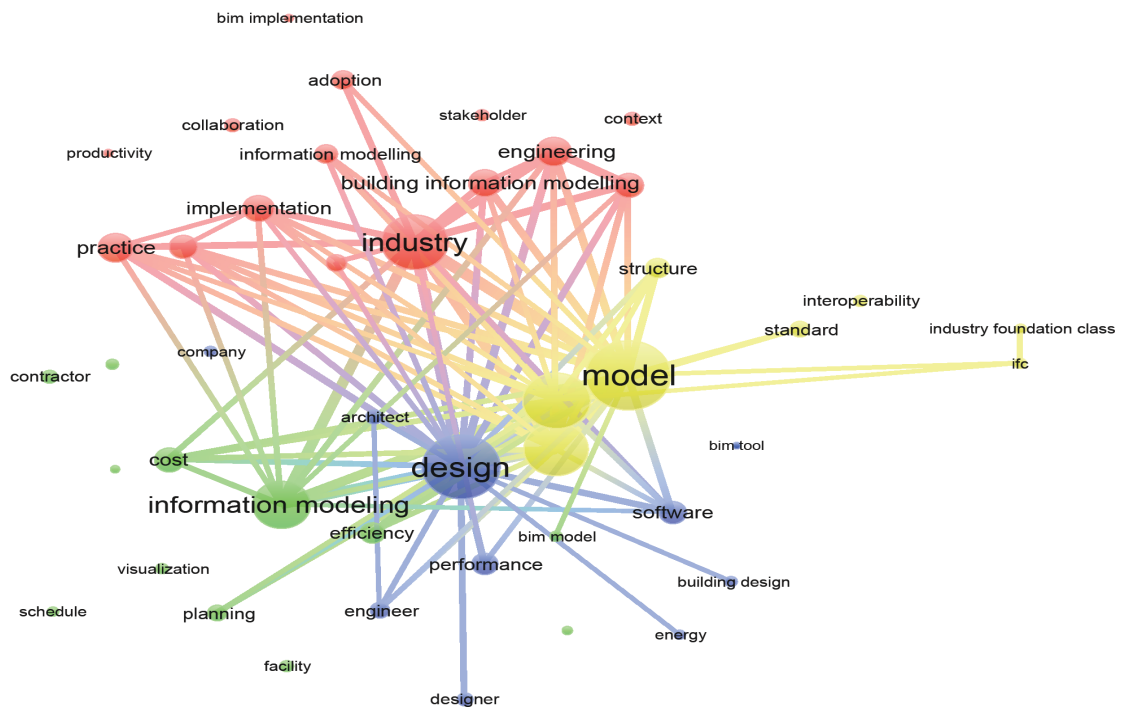 bim implementation
adoption
stakeholder
context
collaboration
productivity
information modelling
engineering
building information modelling
implementation
practice
industry
structure
interoperability
standard
industry foundation class
company
ifc
contractor
model
architect
bim tool
cost
design
information modeling
software
efficiency
bim model
visualization
performance
building design
schedule
planning
engineer
energy
facility
designer